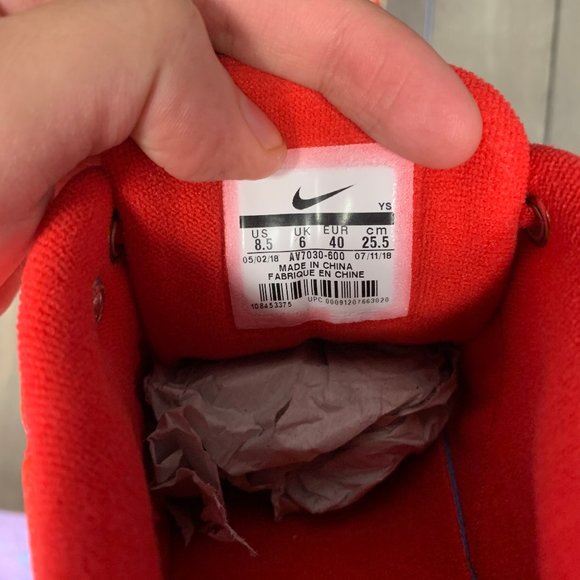 YS
US UK EUR cm
8.5 6 40 25.5
05/02/18 AV7030-600 07/11/18
MADE IN CHINA
FABRIQUE EN CHINE
108453375 UPC 00091207663020